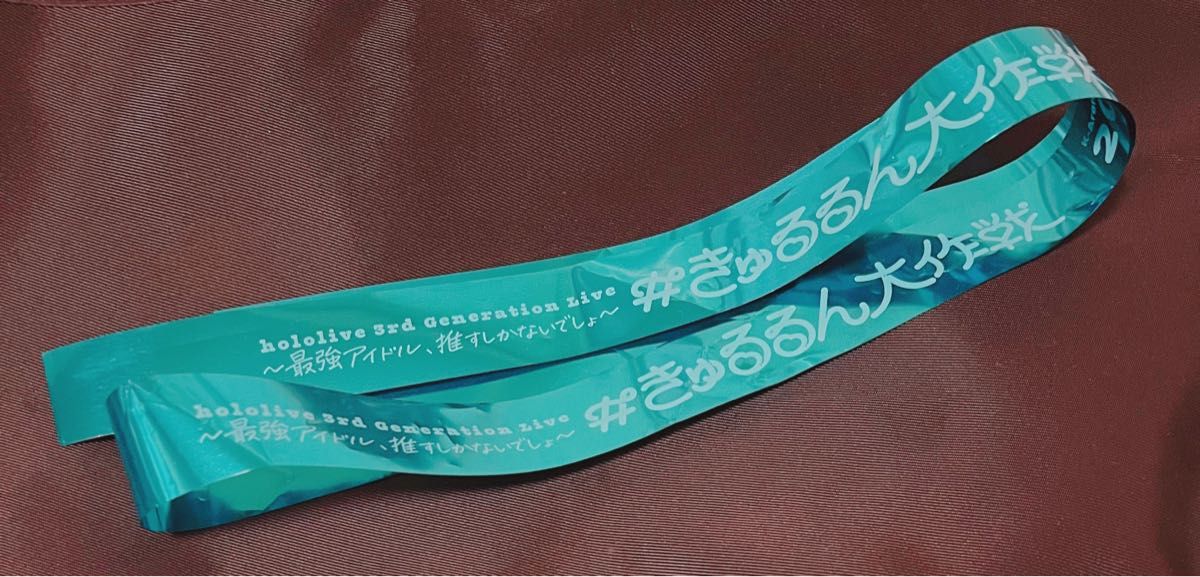 hololive 3rd Generation Live
～最強アイドル、推すしかないでしょ～
#きゅるるん大作戦
hololive 3rd Generation Live
～最強アイドル、推すしかないでしょ～
#きゅるるん大作戦